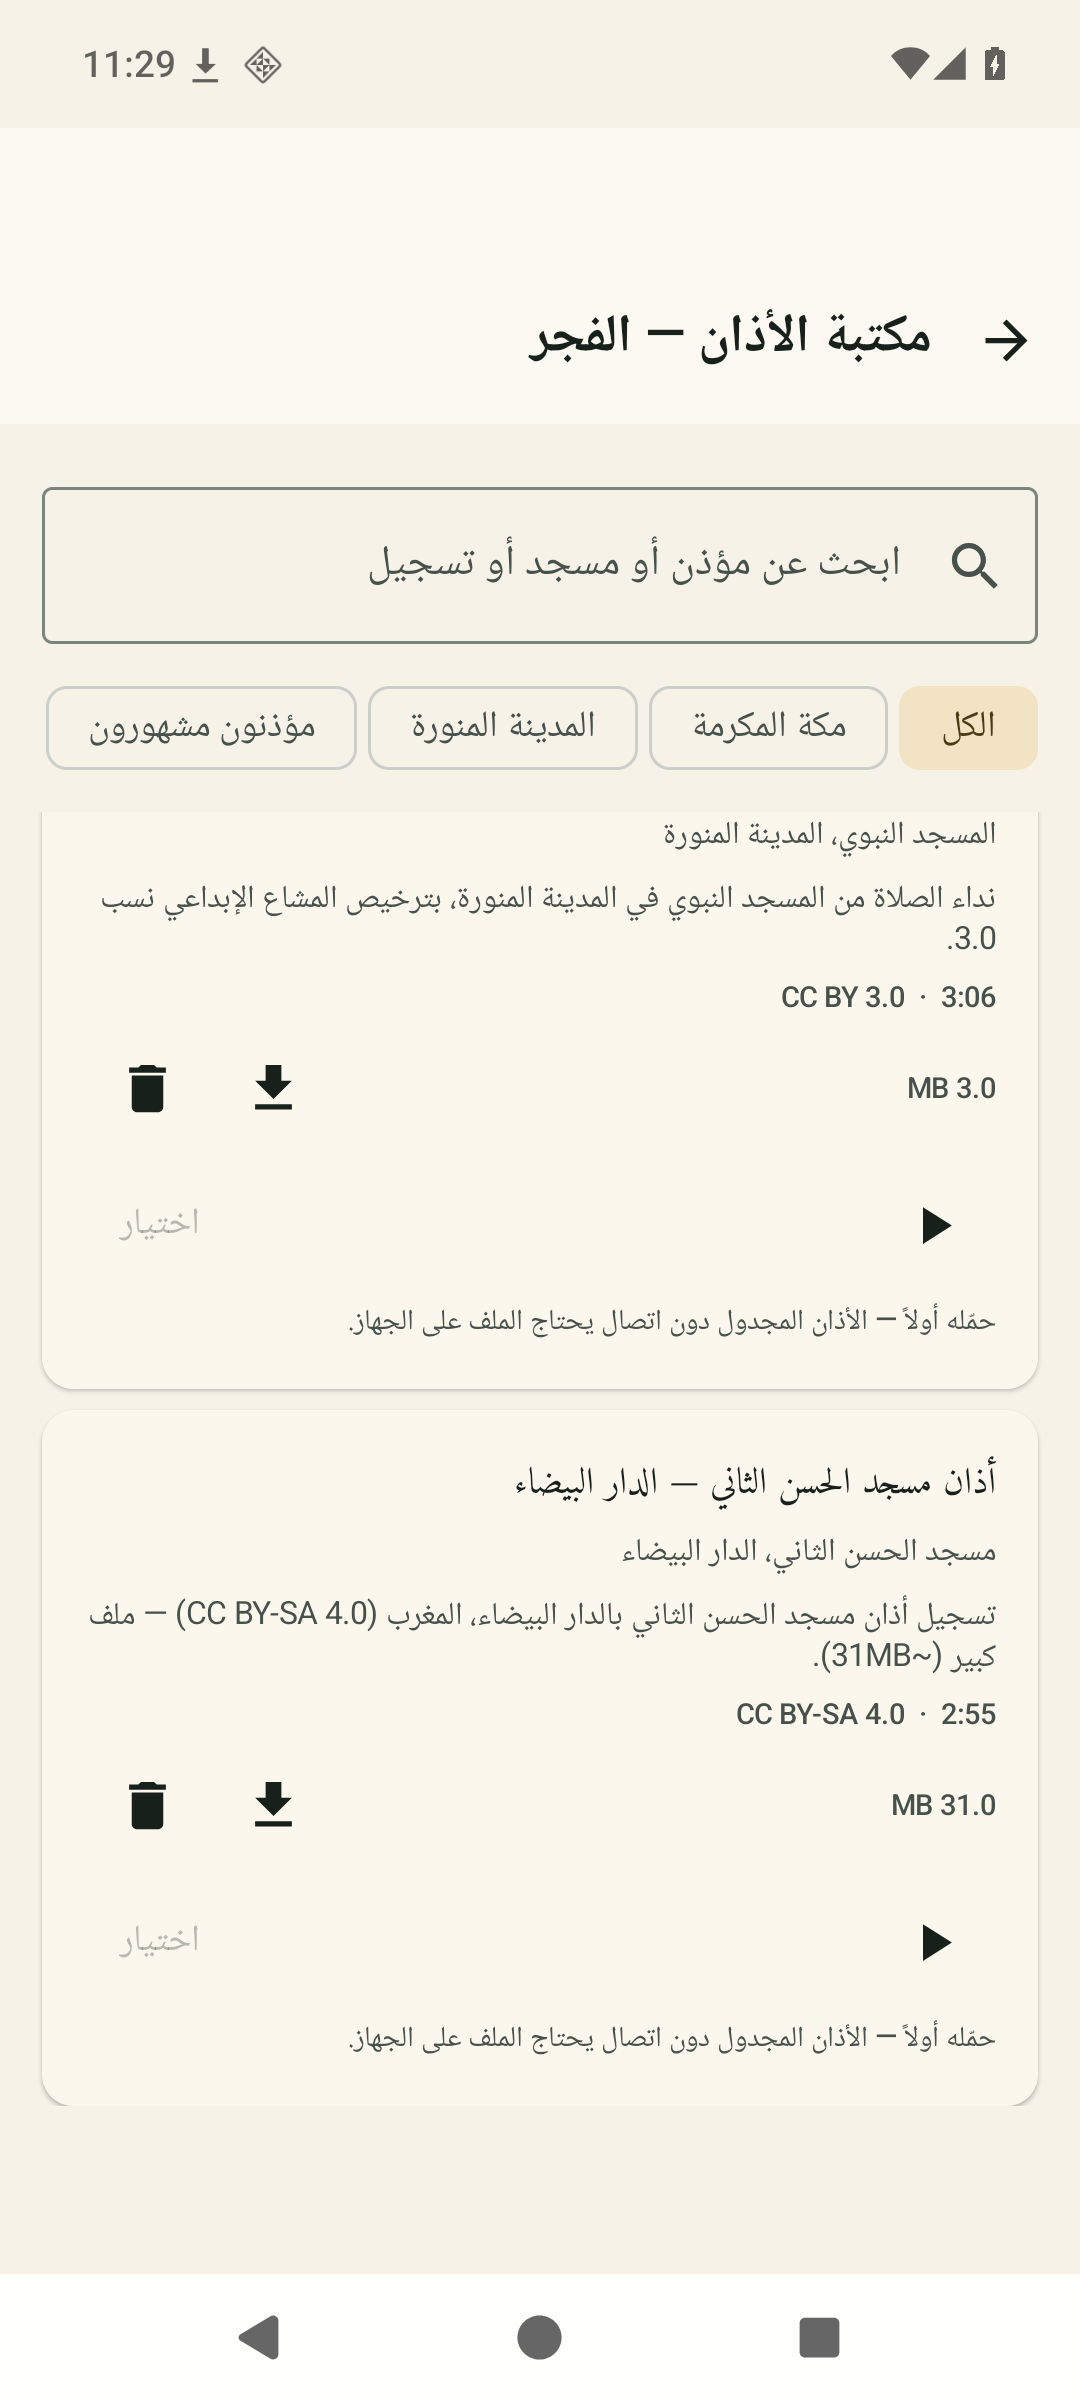 11:29
مكتبة الأذان — الفجر
ابحث عن مؤذن أو مسجد أو تسجيل
الكل
مكة المكرمة
المدينة المنورة
مؤذنون مشهورون
المسجد النبوي، المدينة المنورة
نداء الصلاة من المسجد النبوي في المدينة المنورة، بترخيص المشاع الإبداعي نسب
3.0.
3:06 · CC BY 3.0
3.0 MB
اختيار
حمّله أولاً — الأذان المجدول دون اتصال يحتاج الملف على الجهاز.
أذان مسجد الحسن الثاني — الدار البيضاء
مسجد الحسن الثاني، الدار البيضاء
تسجيل أذان مسجد الحسن الثاني بالدار البيضاء، المغرب (CC BY-SA 4.0) — ملف
كبير (~31MB).
2:55 · CC BY-SA 4.0
31.0 MB
اختيار
حمّله أولاً — الأذان المجدول دون اتصال يحتاج الملف على الجهاز.